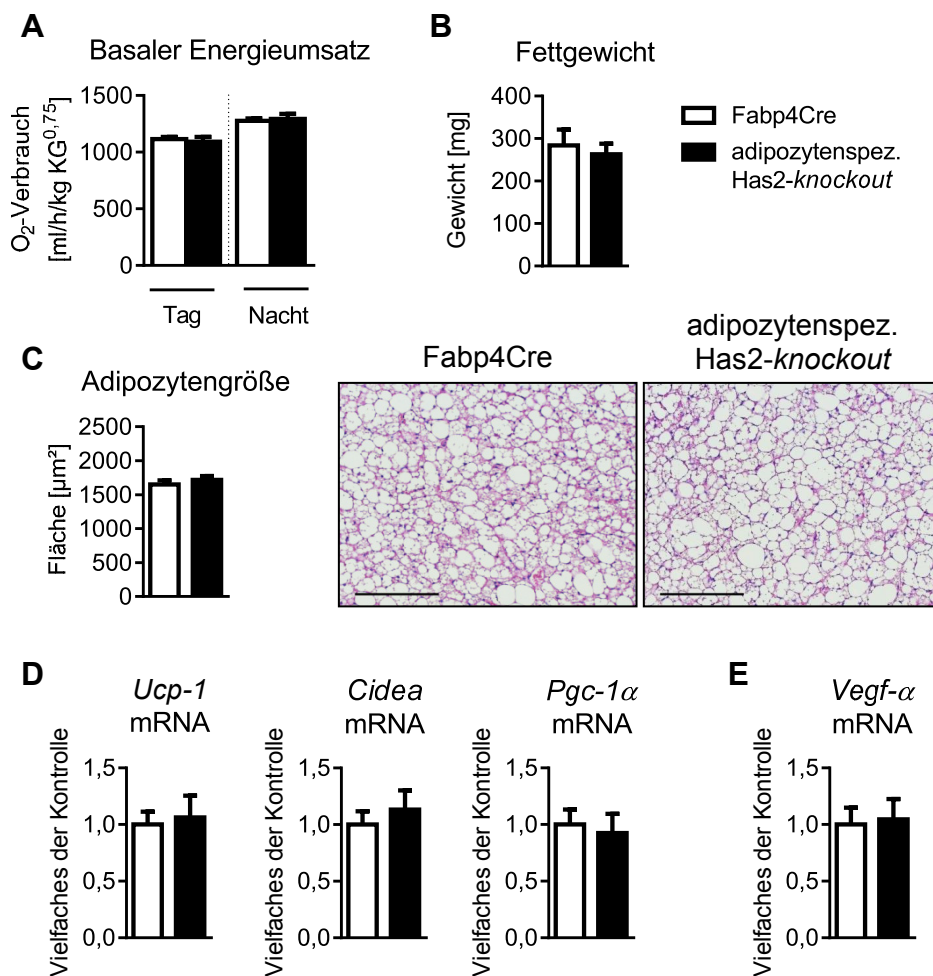 A
Basaler Energieumsatz
O2-Verbrauch
[ml/h/kg KG0,75]
1500
1000
500
0
Tag
Nacht
B
Fettgewicht
Gewicht [mg]
400
300
200
100
0
Fabp4Cre
adipozytenspez.
Has2-knockout
C
Adipozytengröße
Fläche [µm²]
2500
2000
1500
1000
500
0
Fabp4Cre
adipozytenspez.
Has2-knockout
D
Ucp-1
mRNA
Vielfaches der Kontrolle
1,5
1,0
0,5
0,0
Cidea
mRNA
Vielfaches der Kontrolle
1,5
1,0
0,5
0,0
Pgc-1α
mRNA
Vielfaches der Kontrolle
1,5
1,0
0,5
0,0
E
Vegf-α
mRNA
Vielfaches der Kontrolle
1,5
1,0
0,5
0,0